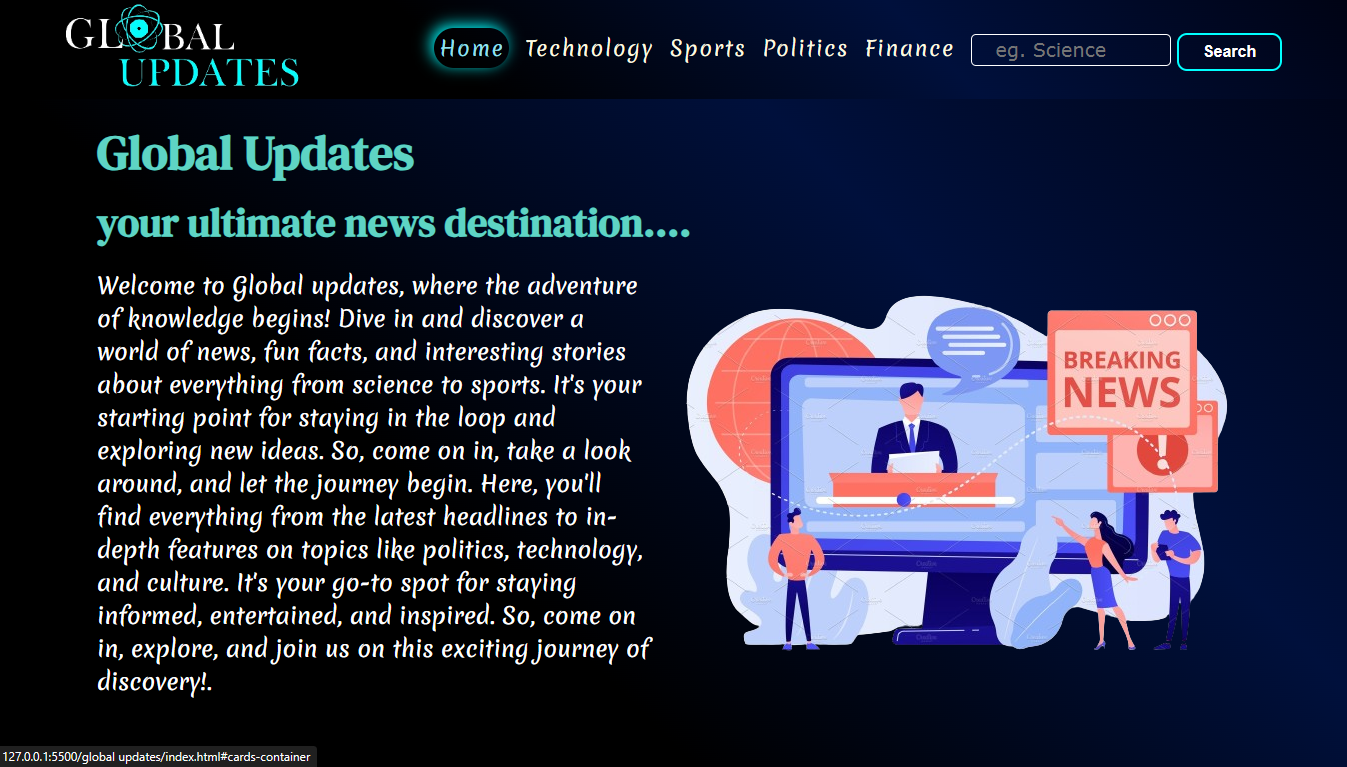 GLOBAL
UPDATES
Home Technology Sports Politics Finance eg. Science Search
Global Updates
your ultimate news destination....
Welcome to Global updates, where the adventure
of knowledge begins! Dive in and discover a
world of news, fun facts, and interesting stories
about everything from science to sports. It's your
starting point for staying in the loop and
exploring new ideas. So, come on in, take a look
around, and let the journey begin. Here, you'll
find everything from the latest headlines to in-
depth features on topics like politics, technology,
and culture. It's your go-to spot for staying
informed, entertained, and inspired. So, come on
in, explore, and join us on this exciting journey of
discovery!.
BREAKING
NEWS
127.0.0.1:5500/global updates/index.html#cards-container